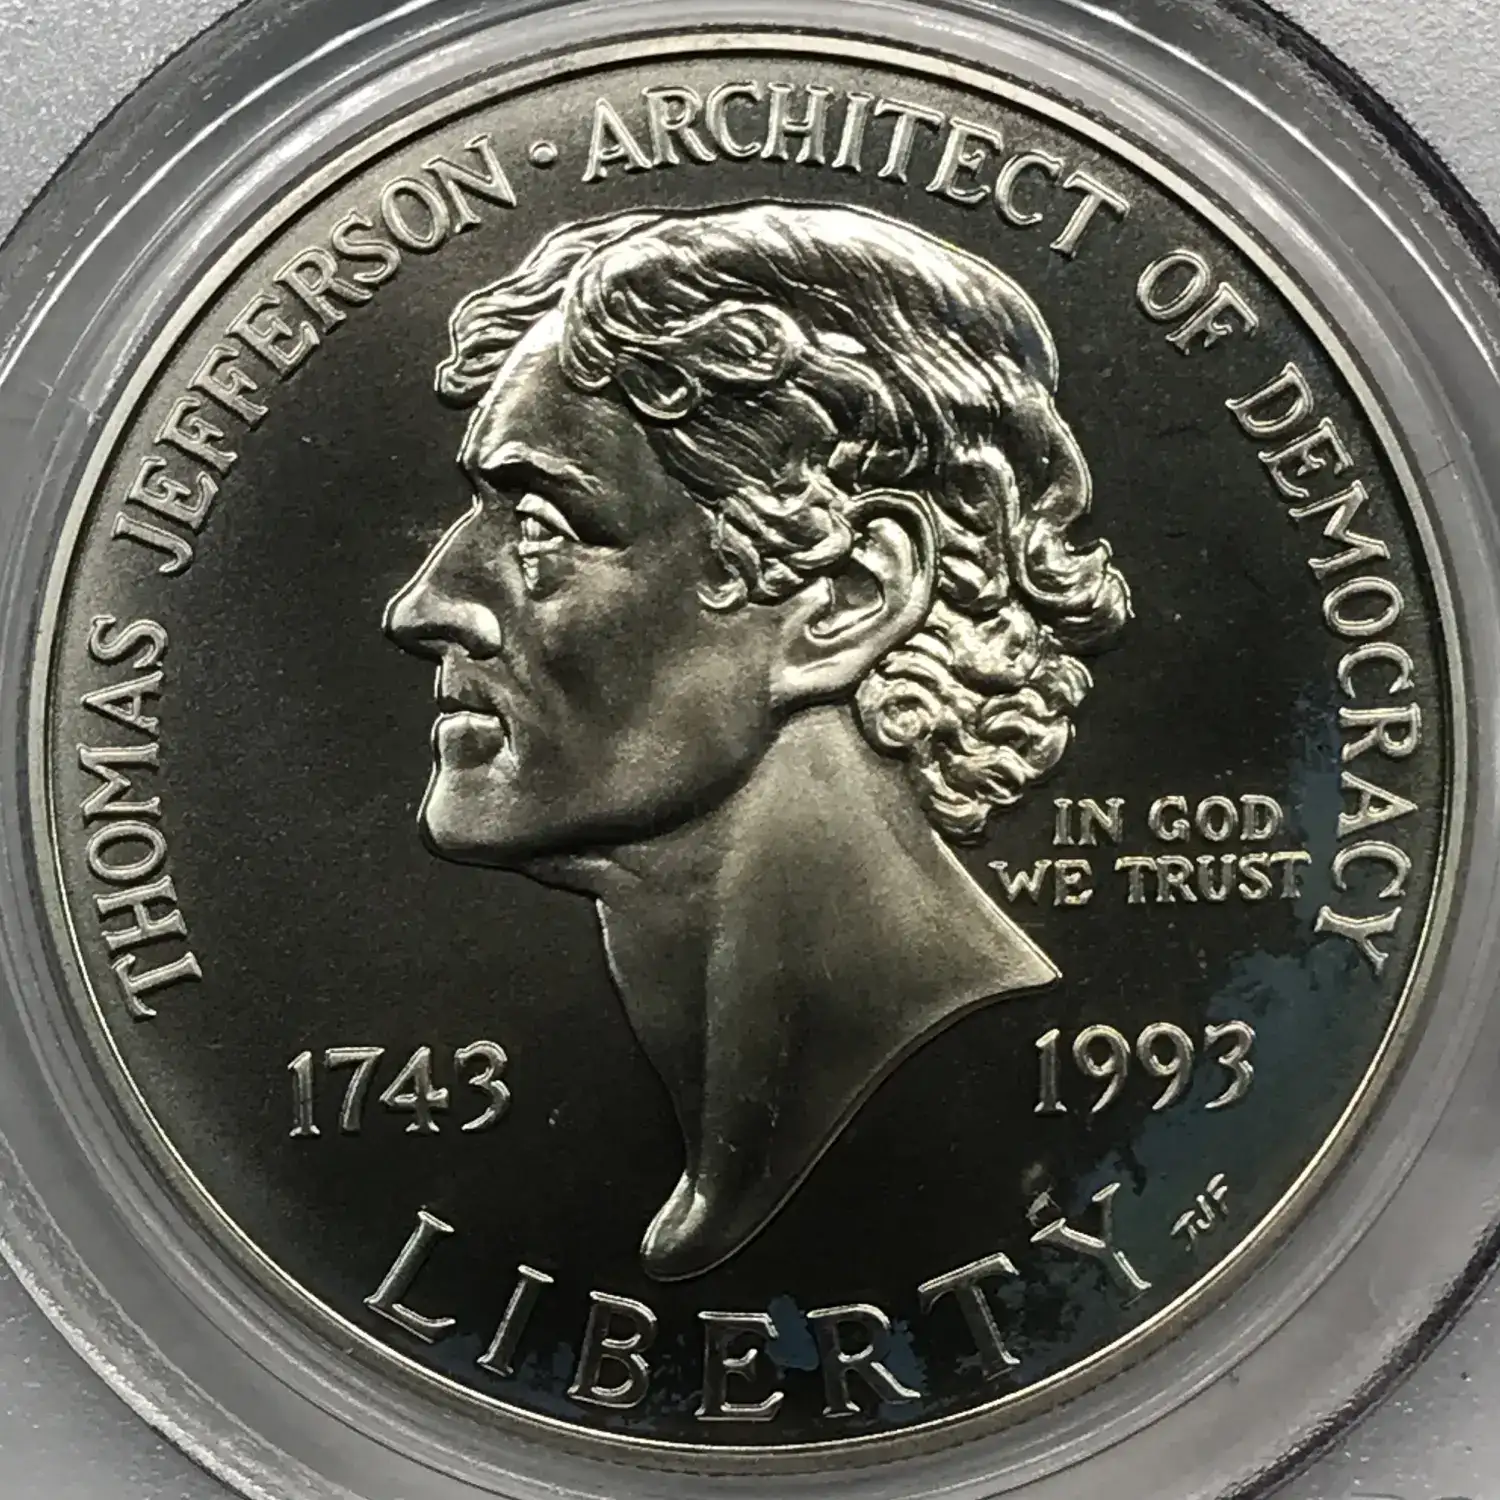 THOMAS JEFFERSON · ARCHITECT OF DEMOCRACY
IN GOD
WE TRUST
1743
1993
LIBERTY
TJF